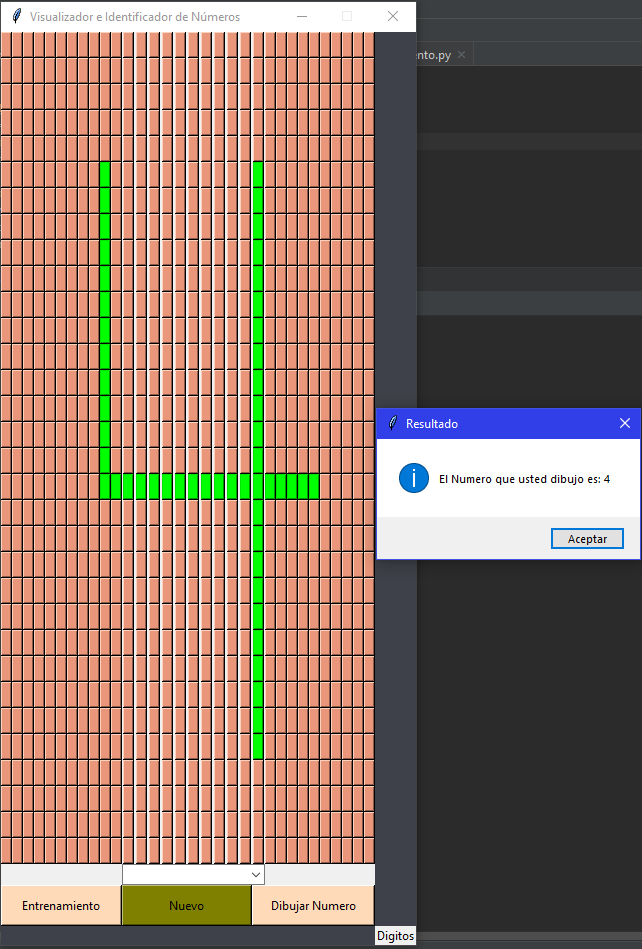 Visualizador e Identificador de Números
nto.py
Resultado
El Numero que usted dibujo es: 4
Aceptar
Entrenamiento
Nuevo
Dibujar Numero
Digitos